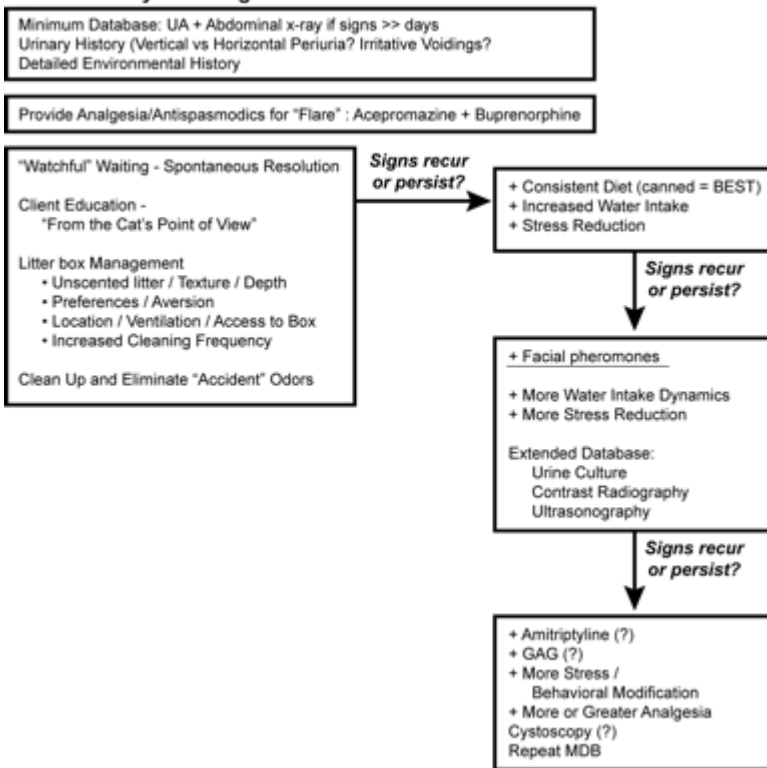 Minimum Database: UA + Abdominal x-ray if signs >> days
Urinary History (Vertical vs Horizontal Periuria? Irritative Voidings?
Detailed Environmental History
Provide Analgesia/Antispasmodics for “Flare” : Acepromazine + Buprenorphine
“Watchful” Waiting - Spontaneous Resolution
Client Education -
“From the Cat’s Point of View”
Litter box Management
• Unscented litter / Texture / Depth
• Preferences / Aversion
• Location / Ventilation / Access to Box
• Increased Cleaning Frequency
Clean Up and Eliminate “Accident” Odors
Signs recur
or persist?
+ Consistent Diet (canned = BEST)
+ Increased Water Intake
+ Stress Reduction
Signs recur
or persist?
+ Facial pheromones
+ More Water Intake Dynamics
+ More Stress Reduction
Extended Database:
Urine Culture
Contrast Radiography
Ultrasonography
Signs recur
or persist?
+ Amitriptyline (?)
+ GAG (?)
+ More Stress /
Behavioral Modification
+ More or Greater Analgesia
Cystoscopy (?)
Repeat MDB